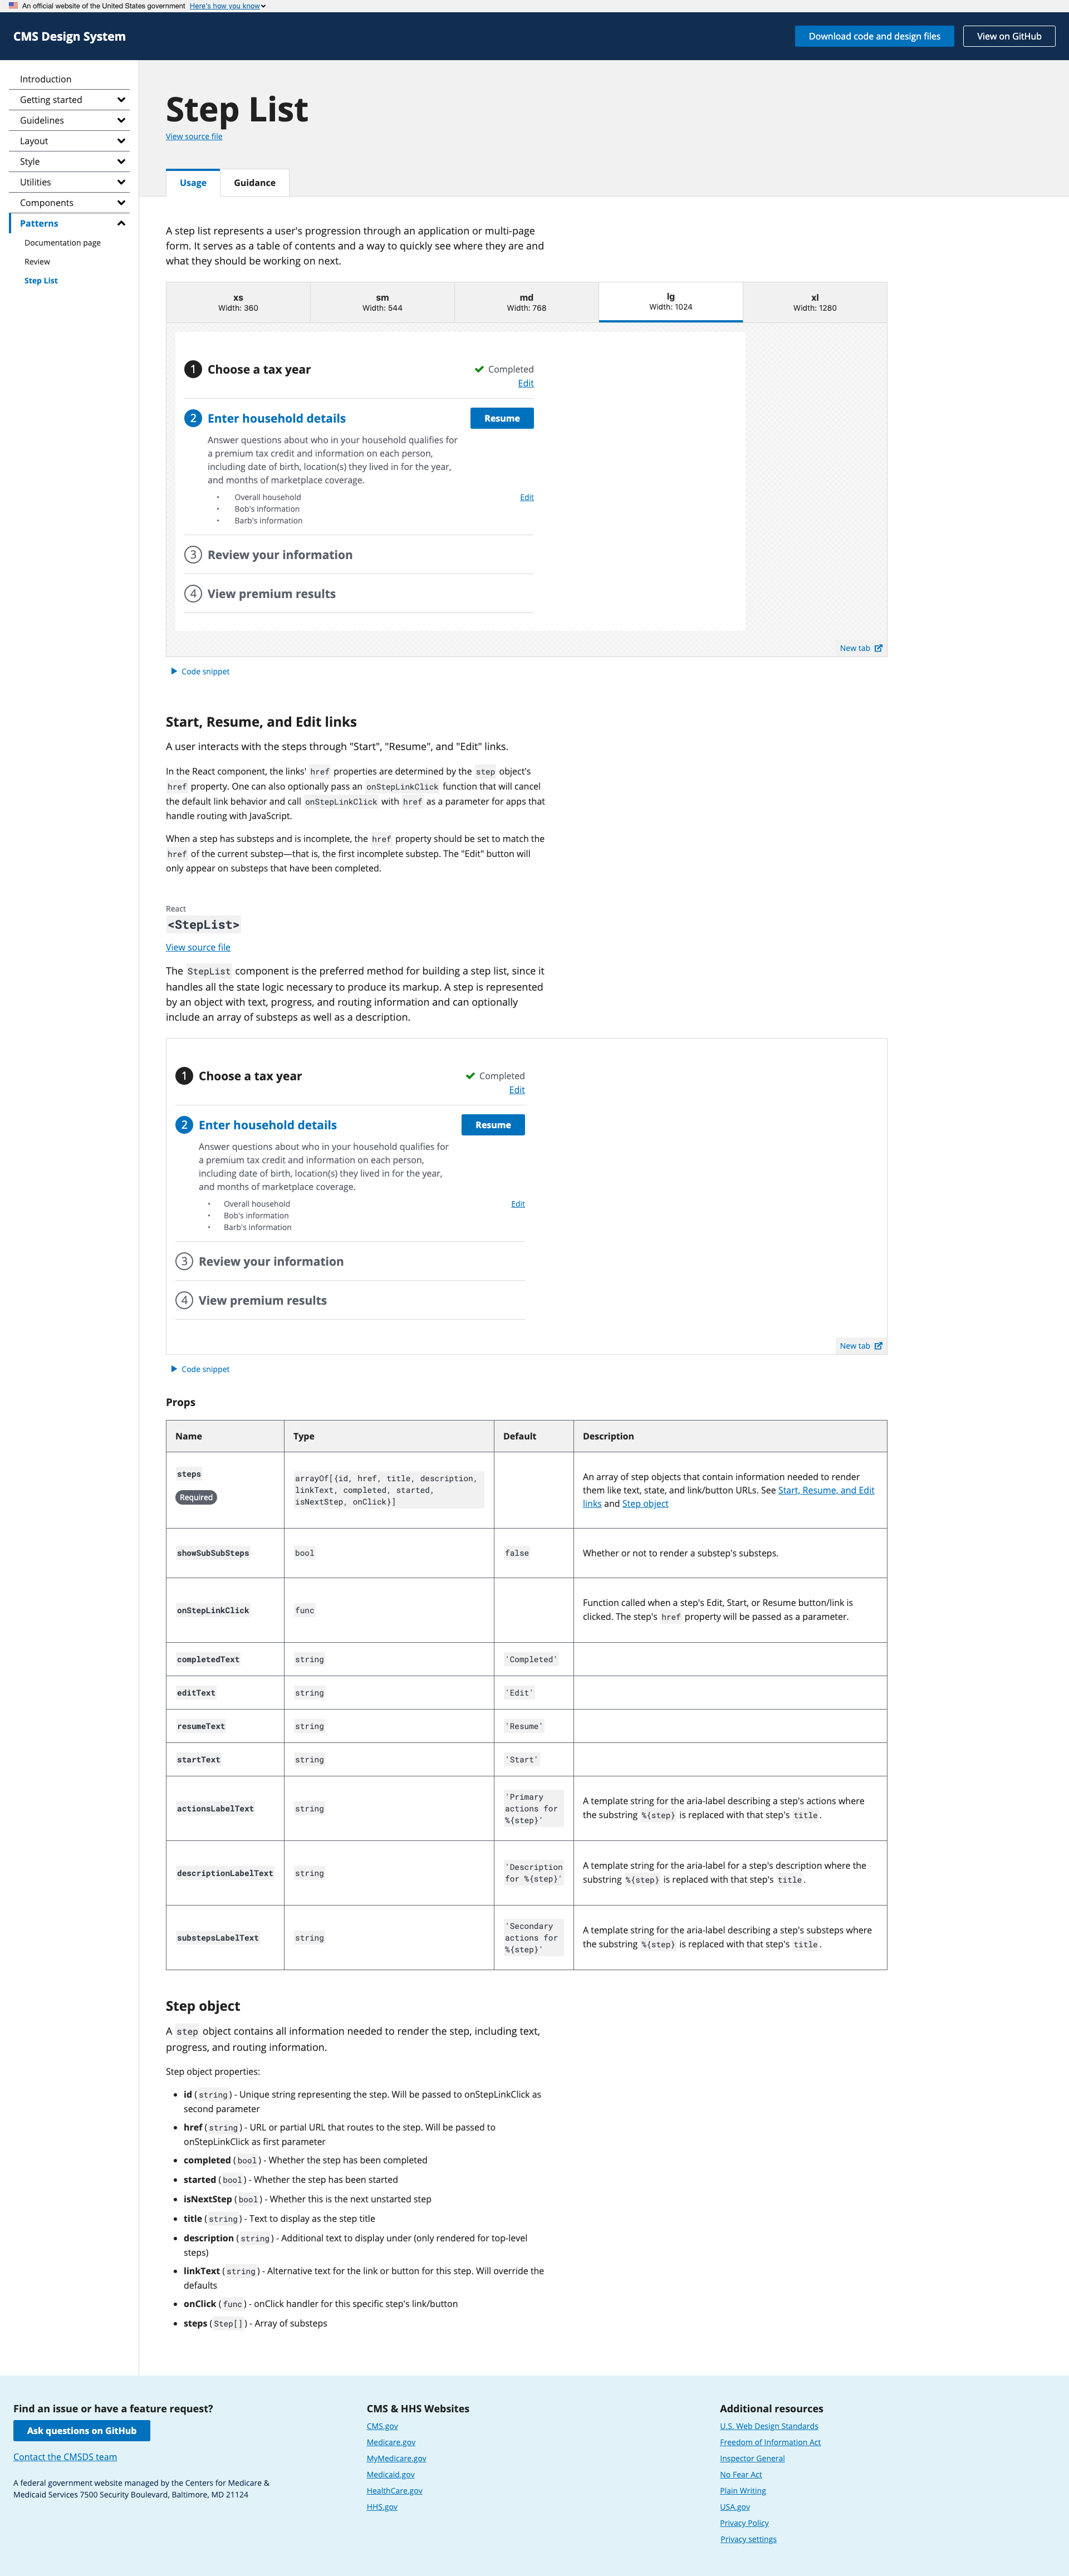 An official website of the United States government Here's how you know
CMS Design System
Download code and design files
View on GitHub
Introduction
Getting started
Guidelines
Layout
Style
Utilities
Components
Patterns
Documentation page
Review
Step List
Step List
View source file
Usage
Guidance
A step list represents a user's progression through an application or multi-page
form. It serves as a table of contents and a way to quickly see where they are and
what they should be working on next.
xs
Width: 360
sm
Width: 544
md
Width: 768
lg
Width: 1024
xl
Width: 1280
1 Choose a tax year
Completed
Edit
2 Enter household details
Resume
Answer questions about who in your household qualifies for
a premium tax credit and information on each person,
including date of birth, location(s) they lived in for the year,
and months of marketplace coverage.
• Overall household
Edit
• Bob's information
• Barb's information
3 Review your information
4 View premium results
New tab
Code snippet
Start, Resume, and Edit links
A user interacts with the steps through "Start", "Resume", and "Edit" links.
In the React component, the links' href properties are determined by the step object's
href property. One can also optionally pass an onStepLinkClick function that will cancel
the default link behavior and call onStepLinkClick with href as a parameter for apps that
handle routing with JavaScript.
When a step has substeps and is incomplete, the href property should be set to match the
href of the current substep—that is, the first incomplete substep. The "Edit" button will
only appear on substeps that have been completed.
React
<StepList>
View source file
The StepList component is the preferred method for building a step list, since it
handles all the state logic necessary to produce its markup. A step is represented
by an object with text, progress, and routing information and can optionally
include an array of substeps as well as a description.
1 Choose a tax year
Completed
Edit
2 Enter household details
Resume
Answer questions about who in your household qualifies for
a premium tax credit and information on each person,
including date of birth, location(s) they lived in for the year,
and months of marketplace coverage.
• Overall household
Edit
• Bob's information
• Barb's information
3 Review your information
4 View premium results
New tab
Code snippet
Props
Name Type Default Description
steps
Required
arrayOf[{id, href, title, description,
linkText, completed, started,
isNextStep, onClick}]
An array of step objects that contain information needed to render
them like text, state, and link/button URLs. See Start, Resume, and Edit
links and Step object
showSubSubSteps bool false Whether or not to render a substep's substeps.
onStepLinkClick func
Function called when a step's Edit, Start, or Resume button/link is
clicked. The step's href property will be passed as a parameter.
completedText string 'Completed'
editText string 'Edit'
resumeText string 'Resume'
startText string 'Start'
actionsLabelText string
'Primary
actions for
%{step}'
A template string for the aria-label describing a step's actions where
the substring %{step} is replaced with that step's title.
descriptionLabelText string
'Description
for %{step}'
A template string for the aria-label for a step's description where the
substring %{step} is replaced with that step's title.
substepsLabelText string
'Secondary
actions for
%{step}'
A template string for the aria-label describing a step's substeps where
the substring %{step} is replaced with that step's title.
Step object
A step object contains all information needed to render the step, including text,
progress, and routing information.
Step object properties:
• id (string) - Unique string representing the step. Will be passed to onStepLinkClick as
second parameter
• href (string) - URL or partial URL that routes to the step. Will be passed to
onStepLinkClick as first parameter
• completed (bool) - Whether the step has been completed
• started (bool) - Whether the step has been started
• isNextStep (bool) - Whether this is the next unstarted step
• title (string) - Text to display as the step title
• description (string) - Additional text to display under (only rendered for top-level
steps)
• linkText (string) - Alternative text for the link or button for this step. Will override the
defaults
• onClick (func) - onClick handler for this specific step's link/button
• steps (Step[]) - Array of substeps
Find an issue or have a feature request?
Ask questions on GitHub
Contact the CMSDS team
A federal government website managed by the Centers for Medicare &
Medicaid Services 7500 Security Boulevard, Baltimore, MD 21124
CMS & HHS Websites
CMS.gov
Medicare.gov
MyMedicare.gov
Medicaid.gov
HealthCare.gov
HHS.gov
Additional resources
U.S. Web Design Standards
Freedom of Information Act
Inspector General
No Fear Act
Plain Writing
USA.gov
Privacy Policy
Privacy settings